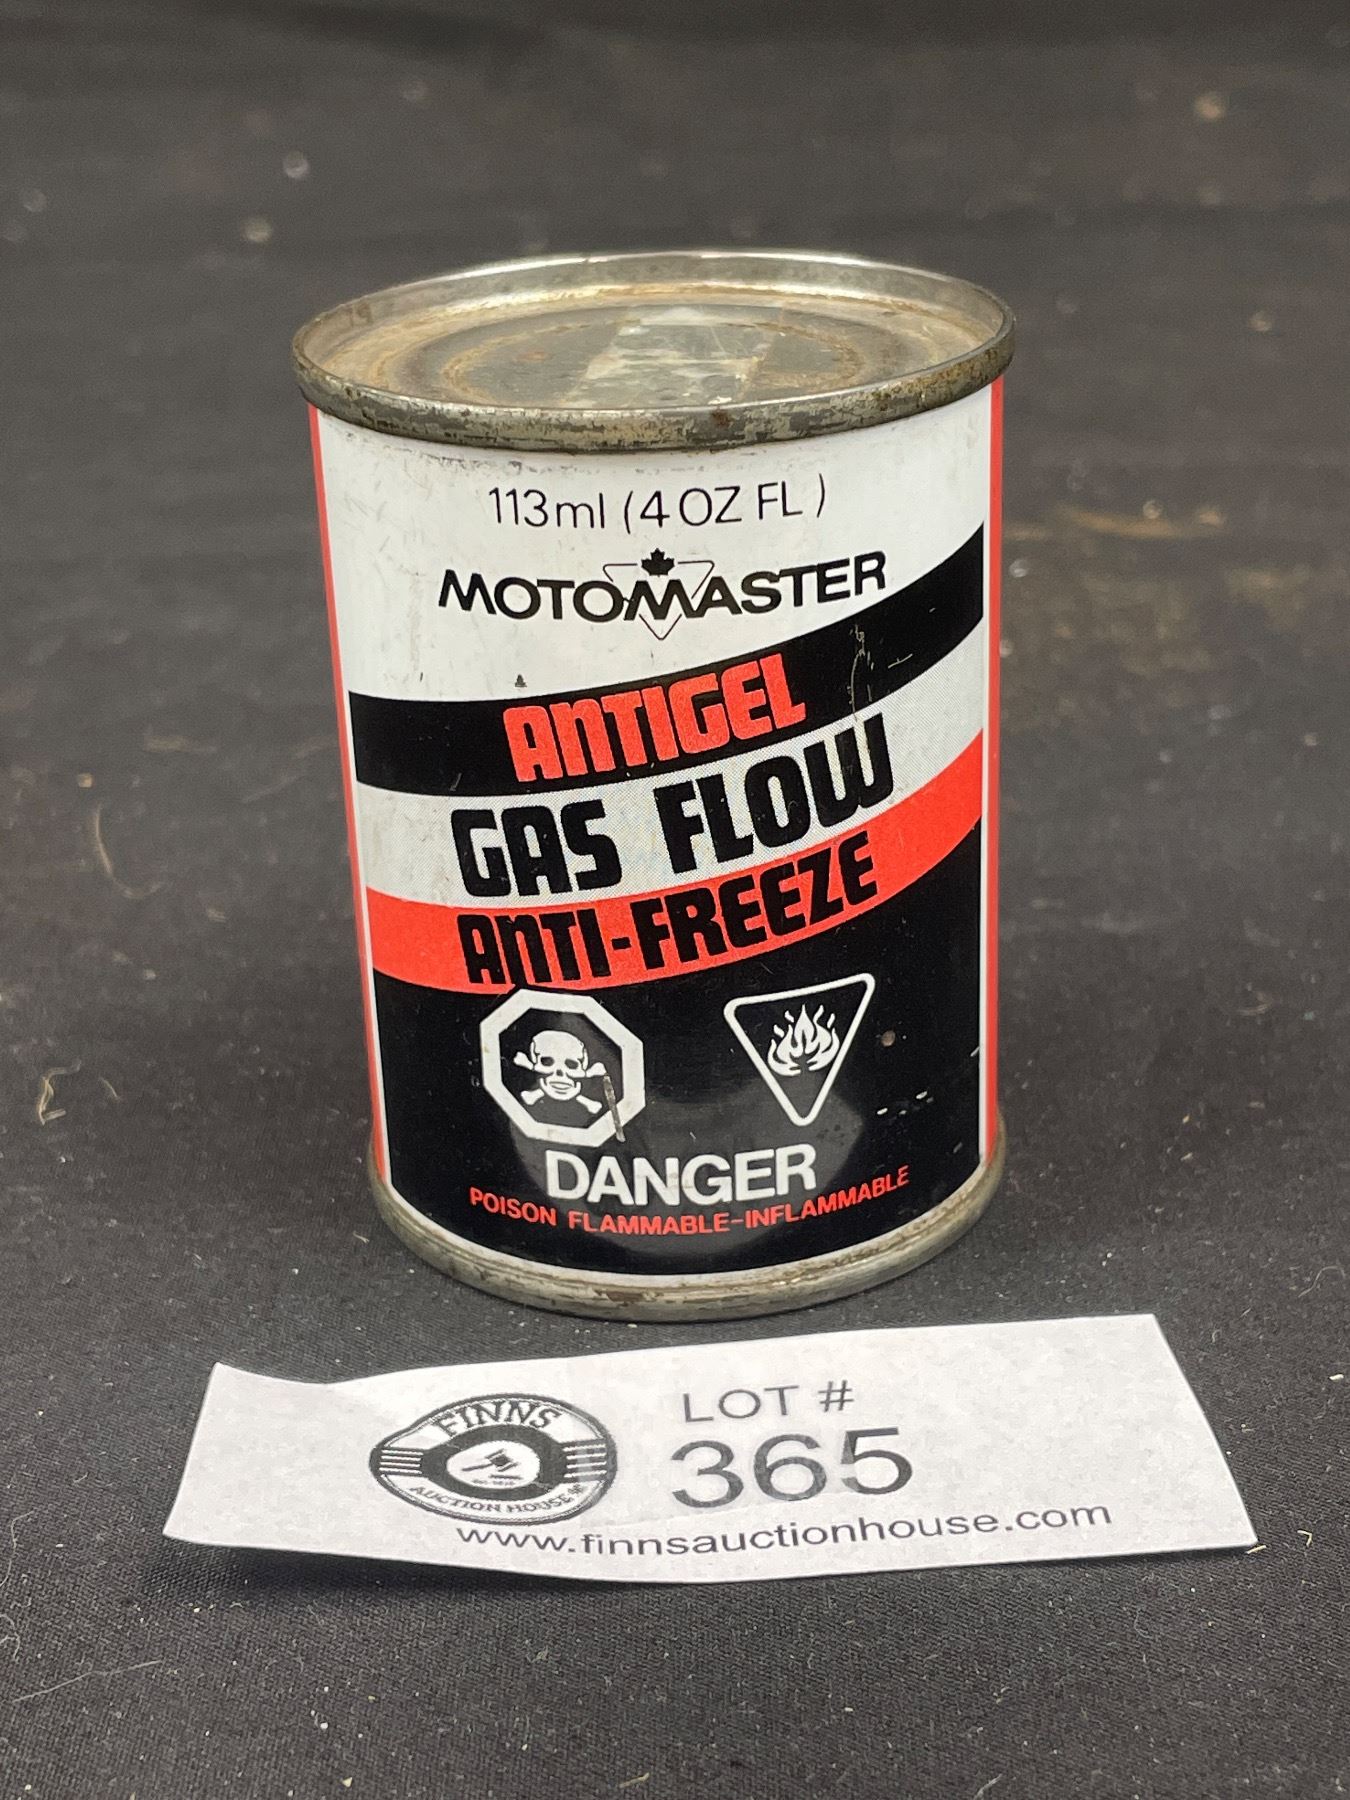 113ml (4 OZ FL)
MOTOMASTER
ANTIGEL
GAS FLOW
ANTI-FREEZE
DANGER
POISON FLAMMABLE-INFLAMMABLE
FINNS
AUCTION HOUSE
LOT #
365
www.finnsauctionhouse.com